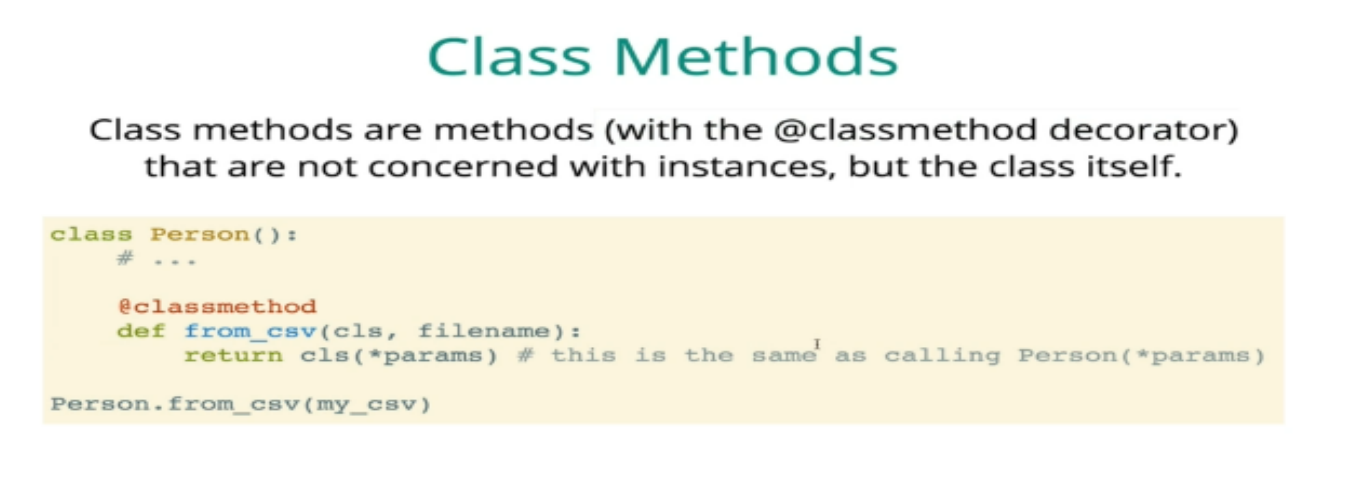 Class Methods
Class methods are methods (with the @classmethod decorator)
that are not concerned with instances, but the class itself.
class Person():
    # ...
    @classmethod
    def from_csv(cls, filename):
        return cls(*params) # this is the same as calling Person(*params)
Person.from_csv(my_csv)